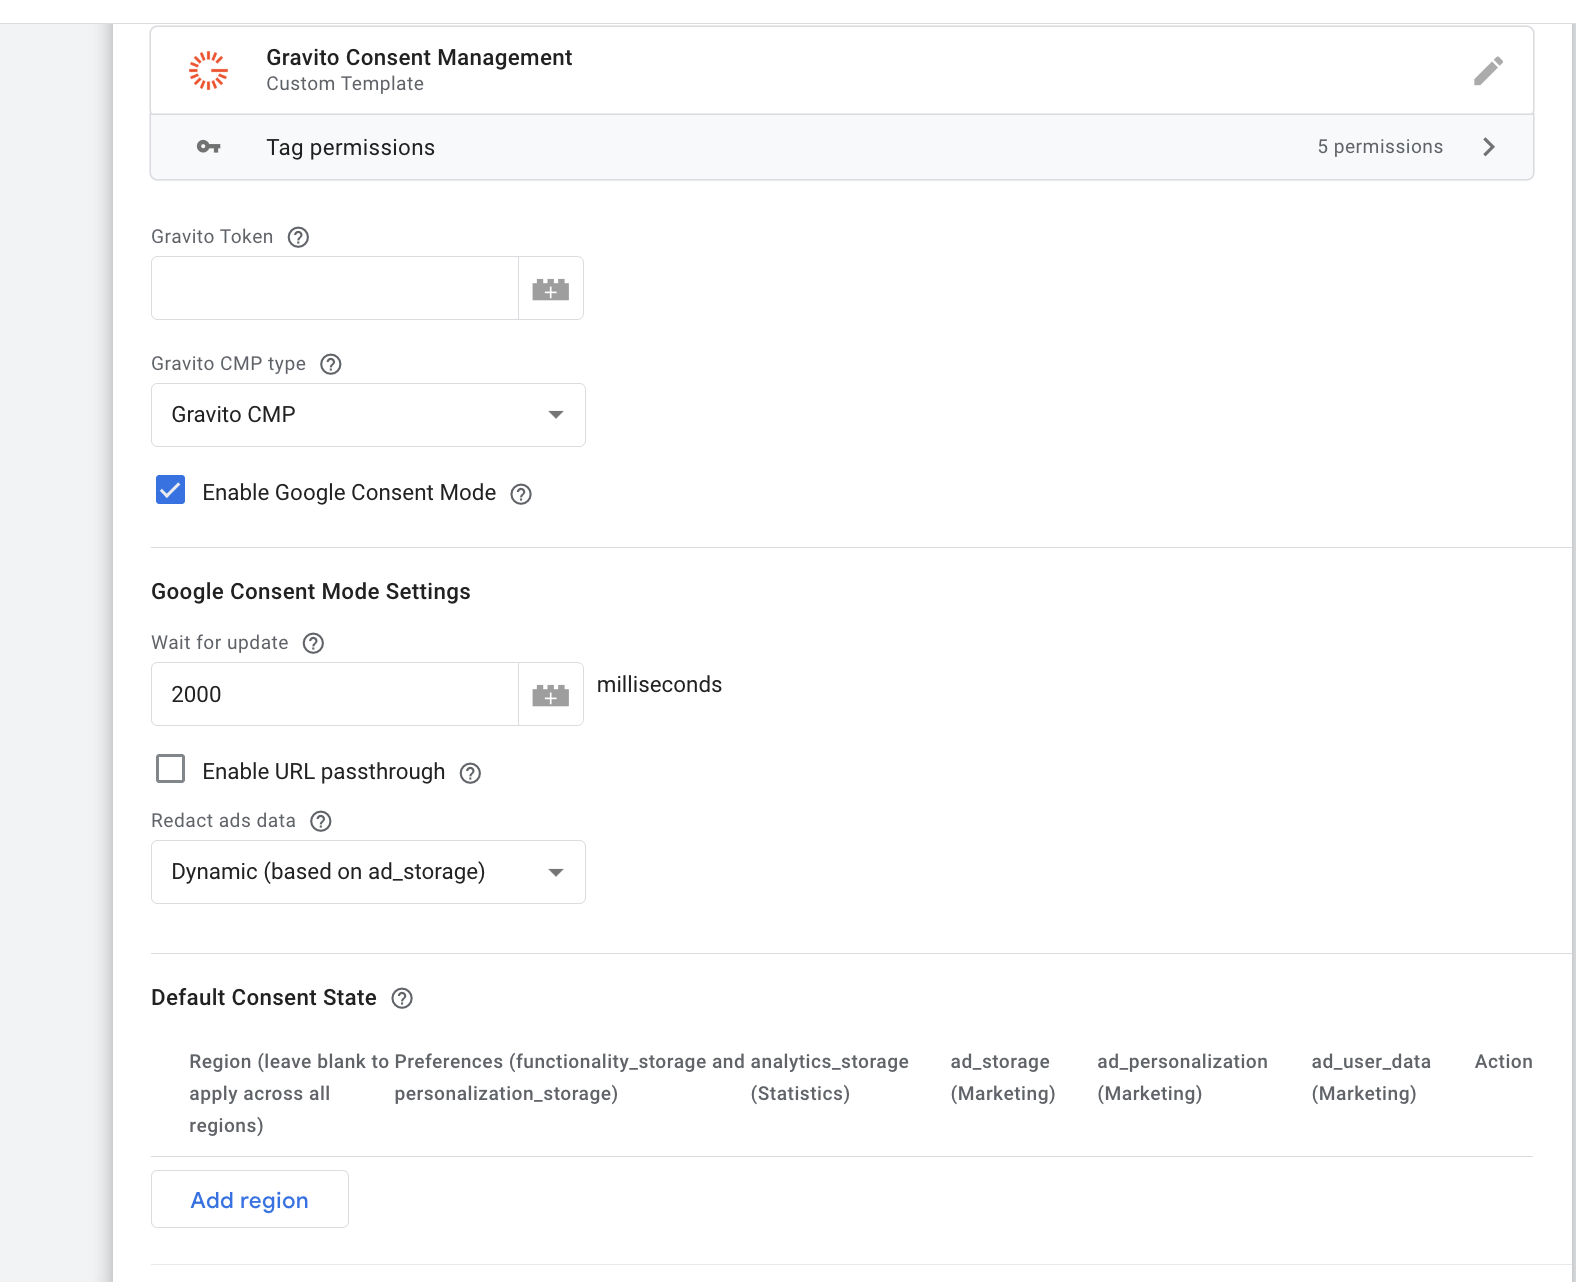 Gravito Consent Management
Custom Template
Tag permissions
5 permissions
Gravito Token
Gravito CMP type
Gravito CMP
Enable Google Consent Mode
Google Consent Mode Settings
Wait for update
2000
milliseconds
Enable URL passthrough
Redact ads data
Dynamic (based on ad_storage)
Default Consent State
Region (leave blank to
apply across all
regions)
Preferences (functionality_storage and
personalization_storage)
analytics_storage
(Statistics)
ad_storage
(Marketing)
ad_personalization
(Marketing)
ad_user_data
(Marketing)
Action
Add region